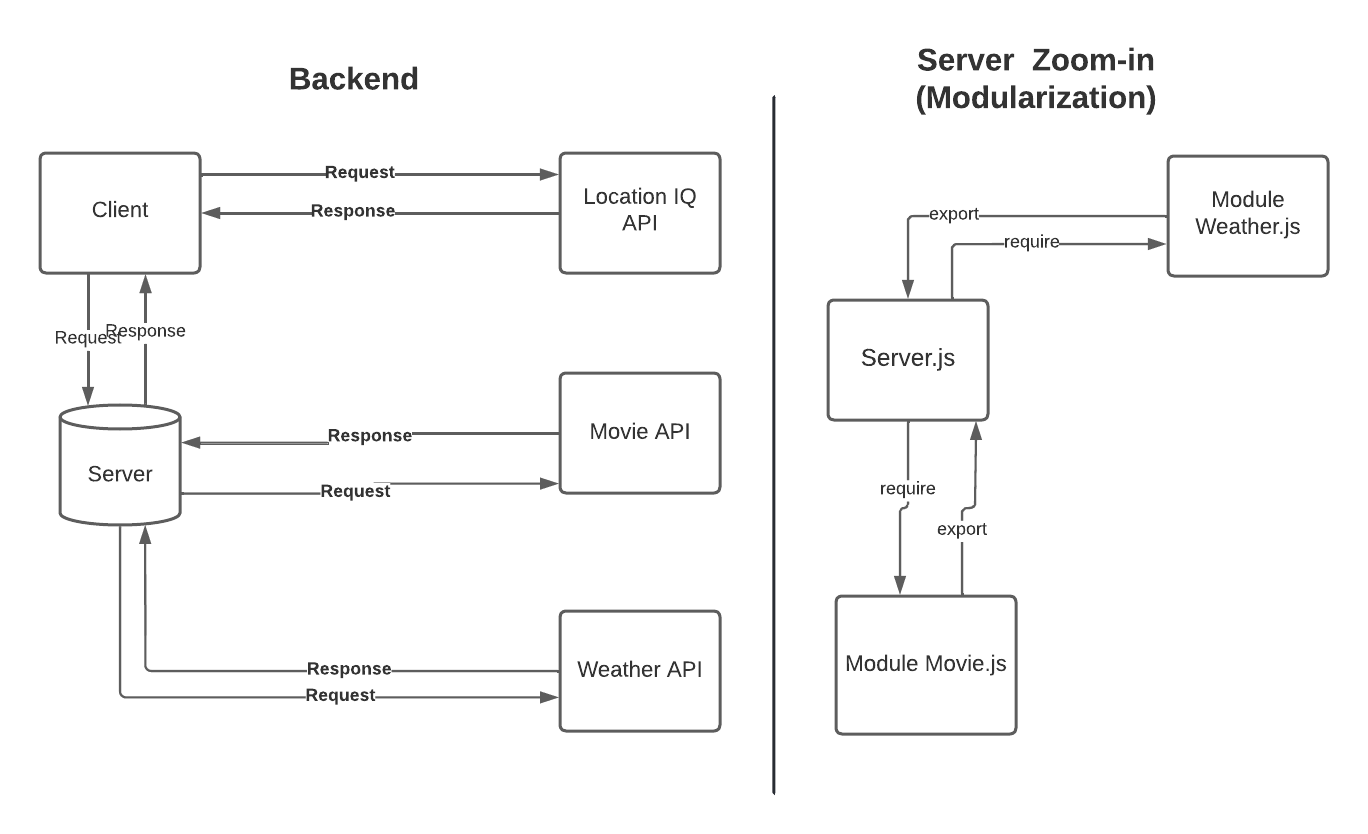 Backend
Client
Request
Response
Location IQ
API
Request
Response
Server
Response
Request
Movie API
Response
Request
Weather API
Server Zoom-in
(Modularization)
Module
Weather.js
export
require
Server.js
require
export
Module Movie.js